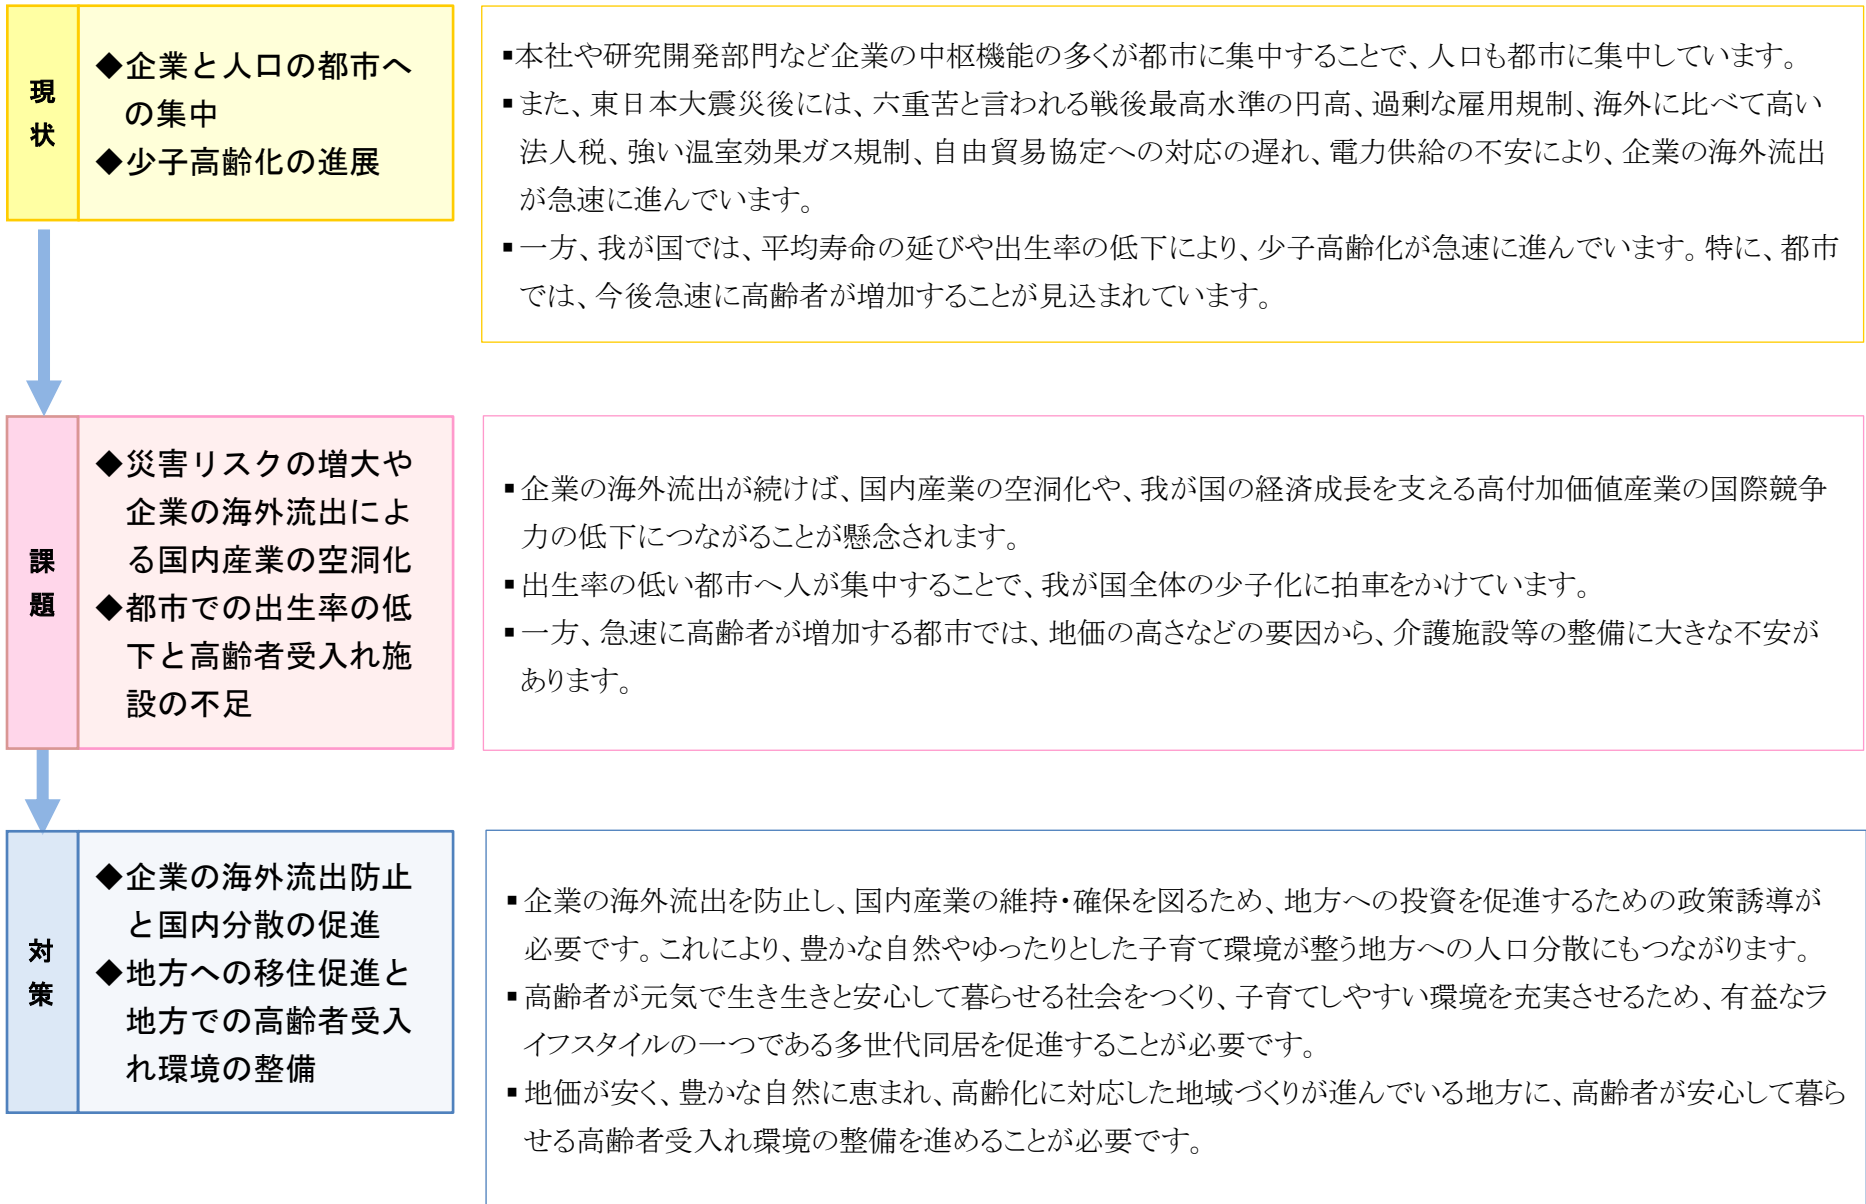 現
状
◆企業と人口の都市へ
の集中
◆少子高齢化の進展
▪本社や研究開発部門など企業の中枢機能の多くが都市に集中することで、人口も都市に集中しています。
▪また、東日本大震災後には、六重苦と言われる戦後最高水準の円高、過剰な雇用規制、海外に比べて高い
法人税、強い温室効果ガス規制、自由貿易協定への対応の遅れ、電力供給の不安により、企業の海外流出
が急速に進んでいます。
▪一方、我が国では、平均寿命の延びや出生率の低下により、少子高齢化が急速に進んでいます。特に、都市
では、今後急速に高齢者が増加することが見込まれています。
課
題
◆災害リスクの増大や
企業の海外流出によ
る国内産業の空洞化
◆都市での出生率の低
下と高齢者受入れ施
設の不足
▪企業の海外流出が続けば、国内産業の空洞化や、我が国の経済成長を支える高付加価値産業の国際競争
力の低下につながることが懸念されます。
▪出生率の低い都市へ人が集中することで、我が国全体の少子化に拍車をかけています。
▪一方、急速に高齢者が増加する都市では、地価の高さなどの要因から、介護施設等の整備に大きな不安が
あります。
対
策
◆企業の海外流出防止
と国内分散の促進
◆地方への移住促進と
地方での高齢者受入
れ環境の整備
▪企業の海外流出を防止し、国内産業の維持・確保を図るため、地方への投資を促進するための政策誘導が
必要です。これにより、豊かな自然やゆったりとした子育て環境が整う地方への人口分散にもつながります。
▪高齢者が元気で生き生きと安心して暮らせる社会をつくり、子育てしやすい環境を充実させるため、有益なラ
イフスタイルの一つである多世代同居を促進することが必要です。
▪地価が安く、豊かな自然に恵まれ、高齢化に対応した地域づくりが進んでいる地方に、高齢者が安心して暮ら
せる高齢者受入れ環境の整備を進めることが必要です。